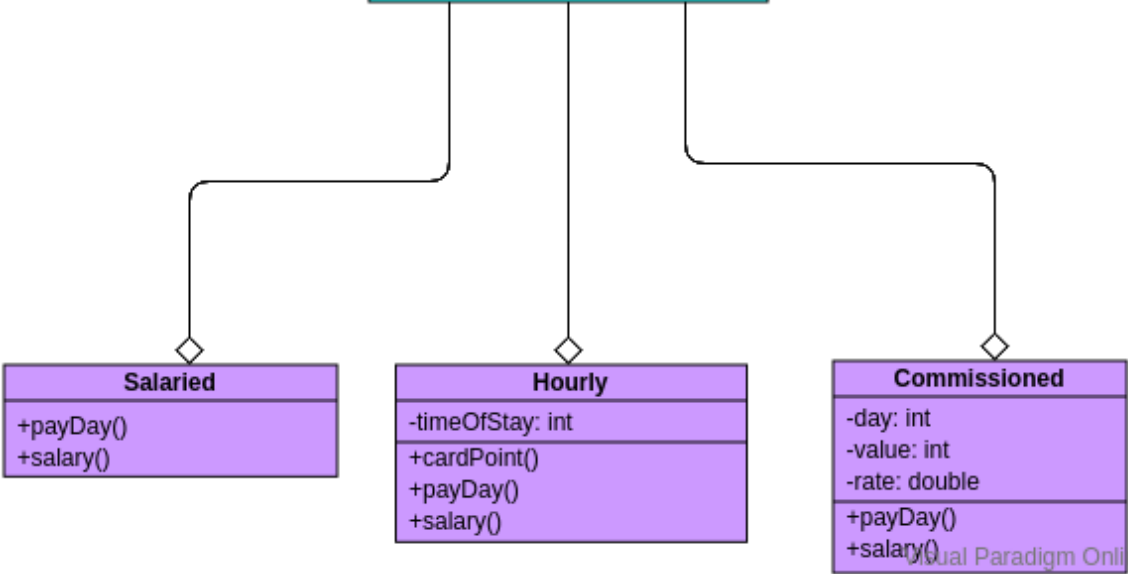 Salaried
+payDay()
+salary()
Hourly
-timeOfStay: int
+cardPoint()
+payDay()
+salary()
Commissioned
-day: int
-value: int
-rate: double
+payDay()
+salary()
Visual Paradigm Onli